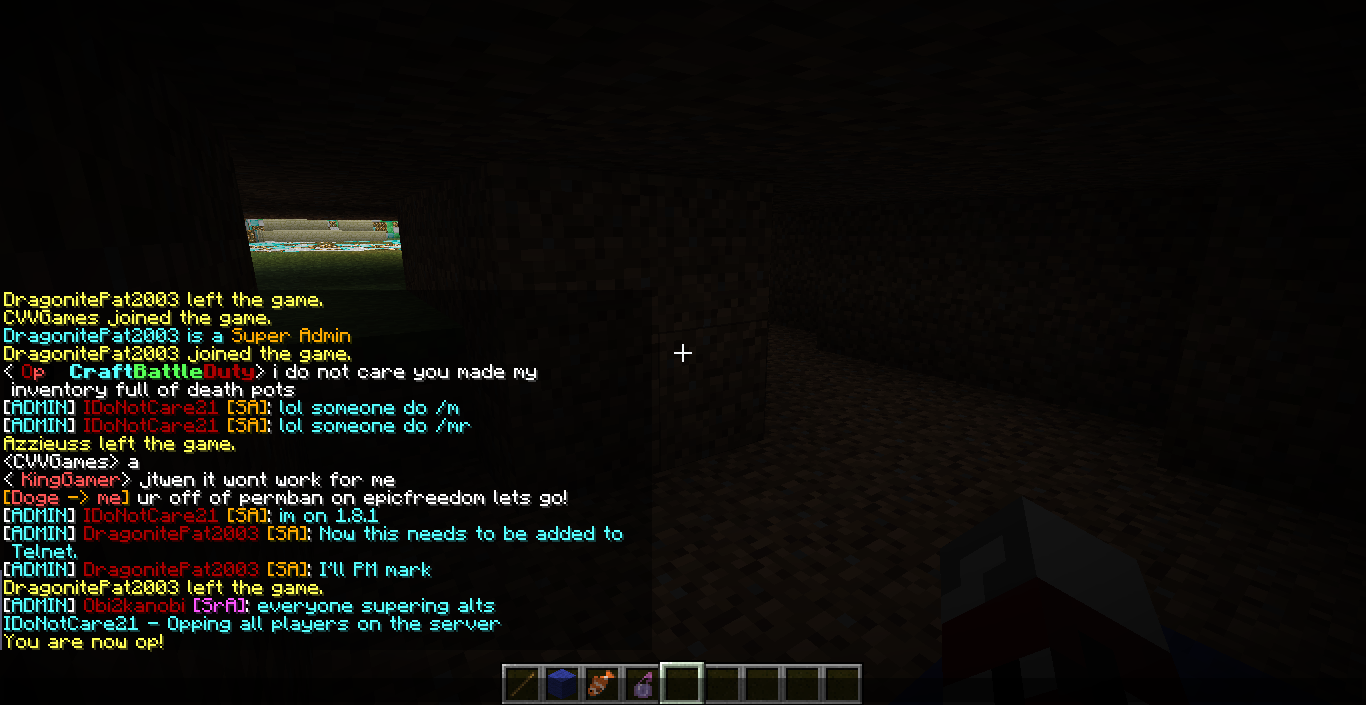 DragonitePat2003 left the game.
CVVGames joined the game.
DragonitePat2003 is a Super Admin
DragonitePat2003 joined the game.
< Op  CraftBattleDuty> i do not care you made my
inventory full of death pots
[ADMIN] IDoNotCare21 [SA]: lol someone do /m
[ADMIN] IDoNotCare21 [SA]: lol someone do /mr
Azzieuss left the game.
<CVVGames> a
< KingGamer> jtwen it wont work for me
[Doge -> me] ur off of permban on epicfreedom lets go!
[ADMIN] IDoNotCare21 [SA]: im on 1.8.1
[ADMIN] DragonitePat2003 [SA]: Now this needs to be added to
Telnet.
[ADMIN] DragonitePat2003 [SA]: I'll PM mark
DragonitePat2003 left the game.
[ADMIN] Obi2kanobi [SrA]: everyone supering alts
IDoNotCare21 - Opping all players on the server
You are now op!